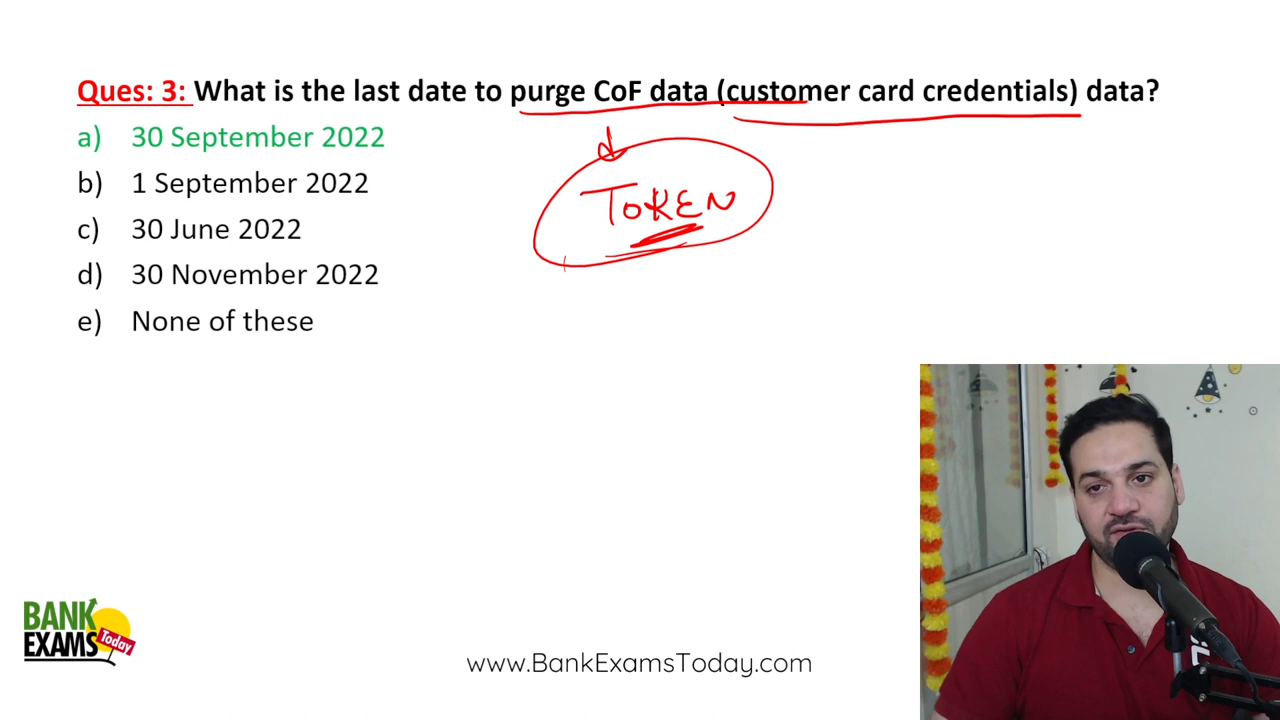 Ques: 3: What is the last date to purge CoF data (customer card credentials) data?
a) 30 September 2022
b) 1 September 2022
c) 30 June 2022
d) 30 November 2022
e) None of these
TOKEN
BANK
EXAMS Today
www.BankExamsToday.com